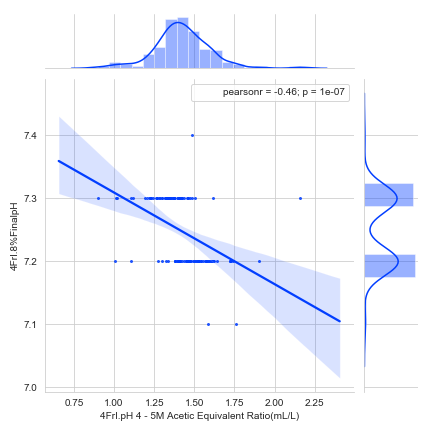 pearsonr = -0.46; p = 1e-07
7.4
7.3
7.2
7.1
7.0
4Frl.8%FinalpH
0.75 1.00 1.25 1.50 1.75 2.00 2.25
4Frl.pH 4 - 5M Acetic Equivalent Ratio(mL/L)